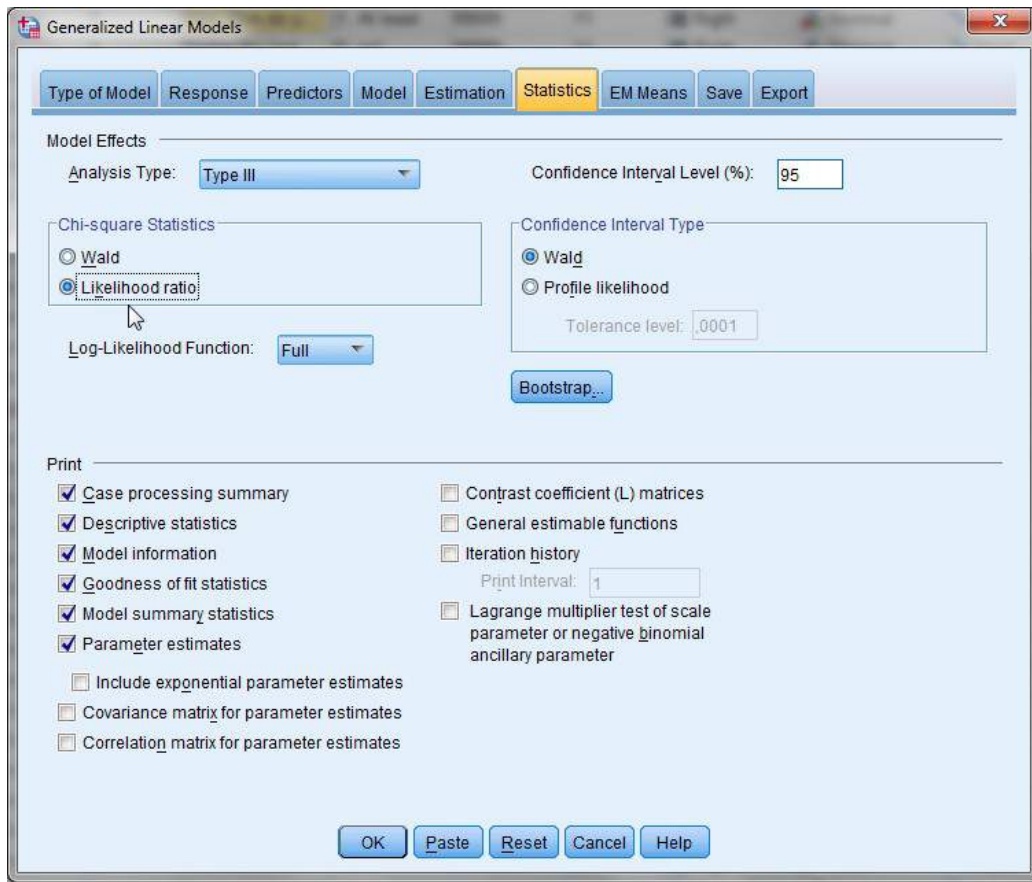 Generalized Linear Models
Type of Model Response Predictors Model Estimation Statistics EM Means Save Export
Model Effects
Analysis Type: Type III
Confidence Interval Level (%): 95
Chi-square Statistics
Wald
Likelihood ratio
Log-Likelihood Function: Full
Confidence Interval Type
Wald
Profile likelihood
Tolerance level: ,0001
Bootstrap...
Print
Case processing summary
Descriptive statistics
Model information
Goodness of fit statistics
Model summary statistics
Parameter estimates
Include exponential parameter estimates
Covariance matrix for parameter estimates
Correlation matrix for parameter estimates
Contrast coefficient (L) matrices
General estimable functions
Iteration history
Print Interval: 1
Lagrange multiplier test of scale
parameter or negative binomial
ancillary parameter
OK Paste Reset Cancel Help